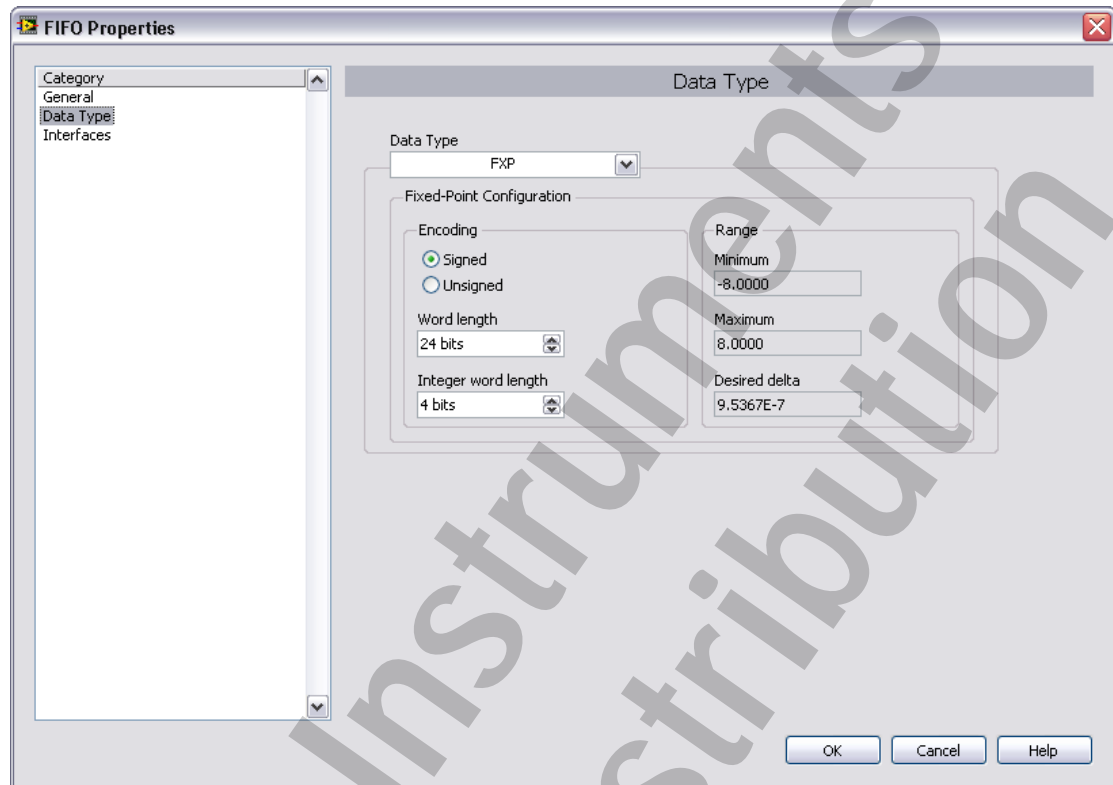 FIFO Properties
Category
General
Data Type
Interfaces
Data Type
Data Type
FXP
Fixed-Point Configuration
Encoding
Signed
Unsigned
Word length
24 bits
Integer word length
4 bits
Range
Minimum
-8.0000
Maximum
8.0000
Desired delta
9.5367E-7
OK
Cancel
Help
Instruments
stribution